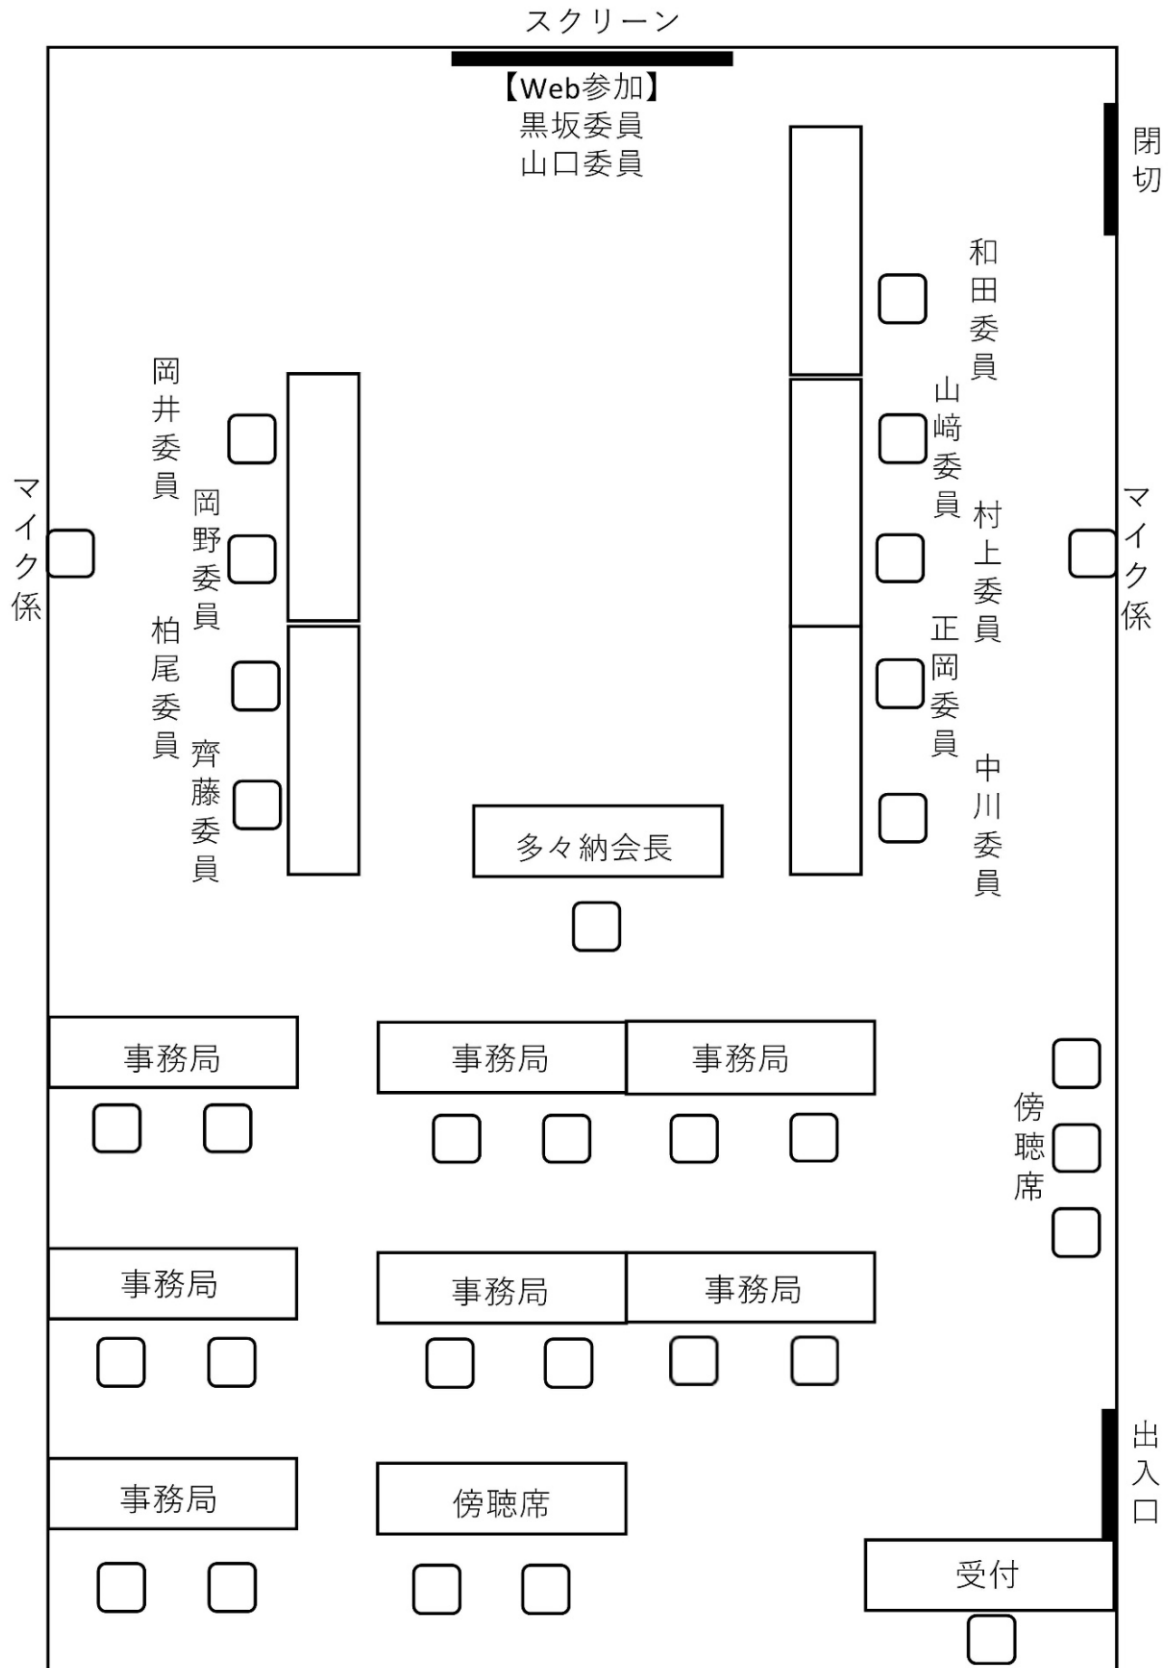 スクリーン
【Web参加】
黒坂委員
山口委員
閉切
和田委員
山﨑委員
村上委員
正岡委員
中川委員
岡井委員
岡野委員
柏尾委員
齊藤委員
マイク係
マイク係
多々納会長
事務局
事務局
事務局
傍聴席
事務局
事務局
事務局
出入口
事務局
傍聴席
受付